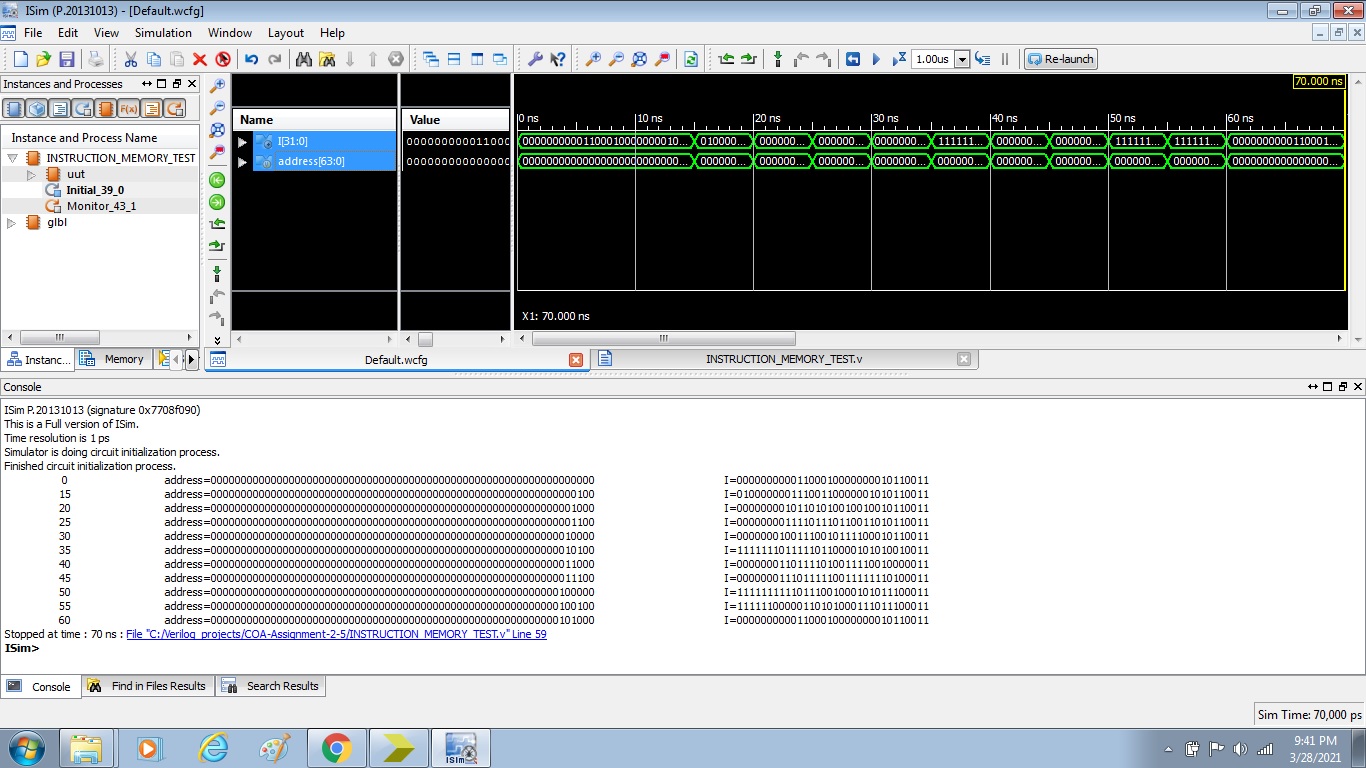 ISim (P.20131013) - [Default.wcfg]
File Edit View Simulation Window Layout Help
1.00us
Re-launch
Instances and Processes
Instance and Process Name
INSTRUCTION_MEMORY_TEST
uut
Initial_39_0
Monitor_43_1
glbl
Instanc...
Memory
Name
Value
I[31:0]
000000000011000
address[63:0]
0000000000000000
70.000 ns
0 ns 10 ns 20 ns 30 ns 40 ns 50 ns 60 ns
00000000001100010000000010... 010000... 000000... 000000... 0000000... 111111... 000000... 000000... 111111... 111111... 0000000000110001...
00000000000000000000000000... 000000... 000000... 000000... 0000000... 000000... 000000... 000000... 000000... 000000... 0000000000000000...
X1: 70.000 ns
Default.wcfg
INSTRUCTION_MEMORY_TEST.v
Console
ISim P.20131013 (signature 0x7708f090)
This is a Full version of ISim.
Time resolution is 1 ps
Simulator is doing circuit initialization process.
Finished circuit initialization process.
0 address=0000000000000000000000000000000000000000000000000000000000000000 I=00000000001100010000000010110011
15 address=0000000000000000000000000000000000000000000000000000000000000100 I=01000000011100110000001010110011
20 address=0000000000000000000000000000000000000000000000000000000000001000 I=00000000101101010100010010110011
25 address=0000000000000000000000000000000000000000000000000000000000001100 I=00000000111101110110011010110011
30 address=0000000000000000000000000000000000000000000000000000000000010000 I=00000001001110010111100010110011
35 address=0000000000000000000000000000000000000000000000000000000000010100 I=11111110111110110000101010010011
40 address=0000000000000000000000000000000000000000000000000000000000011000 I=00000001101111010011110010000011
45 address=0000000000000000000000000000000000000000000000000000000000011100 I=00000001110111110011111110100011
50 address=0000000000000000000000000000000000000000000000000000000000100000 I=11111111101110010001010111100011
55 address=0000000000000000000000000000000000000000000000000000000000100100 I=11111100000110101000111011100011
60 address=0000000000000000000000000000000000000000000000000000000000101000 I=00000000001100010000000010110011
Stopped at time : 70 ns : File "C:/Verilog_projects/COA-Assignment-2-5/INSTRUCTION_MEMORY_TEST.v" Line 59
ISim>
Console
Find in Files Results
Search Results
Sim Time: 70,000 ps
ISim
9:41 PM
3/28/2021